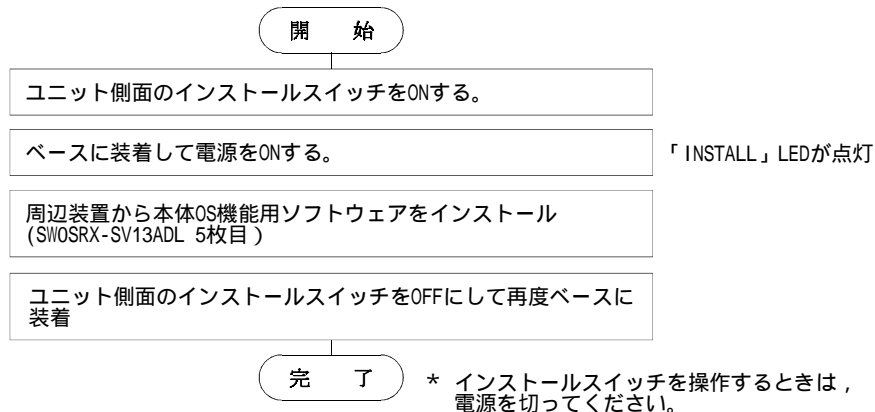 開　始
ユニット側面のインストールスイッチをONする。
ベースに装着して電源をONする。
「INSTALL」LEDが点灯
周辺装置から本体OS機能用ソフトウェアをインストール
(SW0SRX-SV13ADL 5枚目)
ユニット側面のインストールスイッチをOFFにして再度ベースに
装着
完　了
* インストールスイッチを操作するときは，
電源を切ってください。